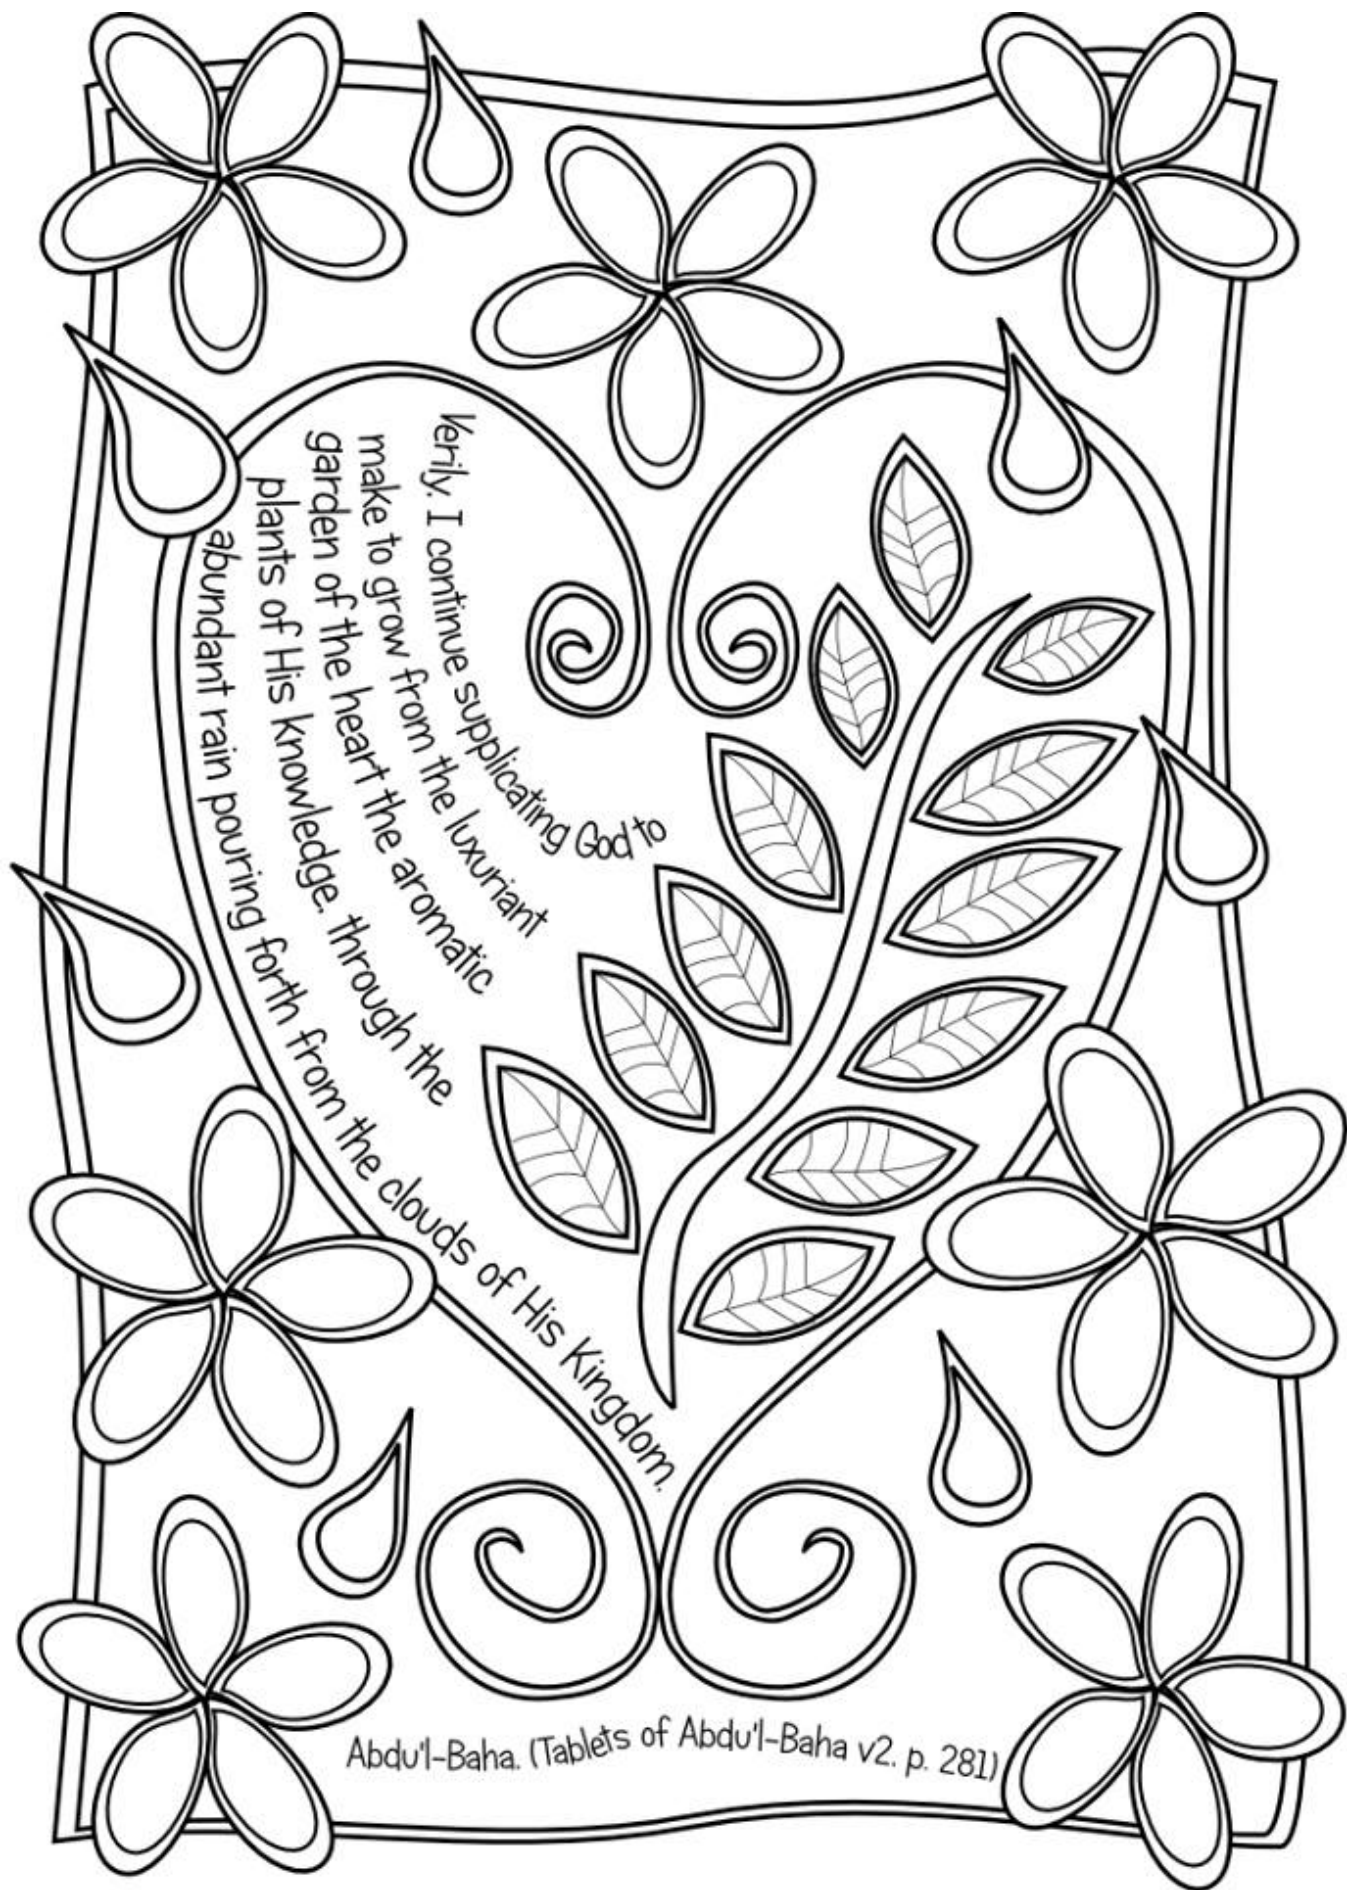 Verily. I continue supplicating God to
make to grow from the luxuriant
garden of the heart the aromatic
plants of His knowledge. through the
abundant rain pouring forth from the clouds of His Kingdom.
Abdu'l-Baha. (Tablets of Abdu'l-Baha v2. p. 281)